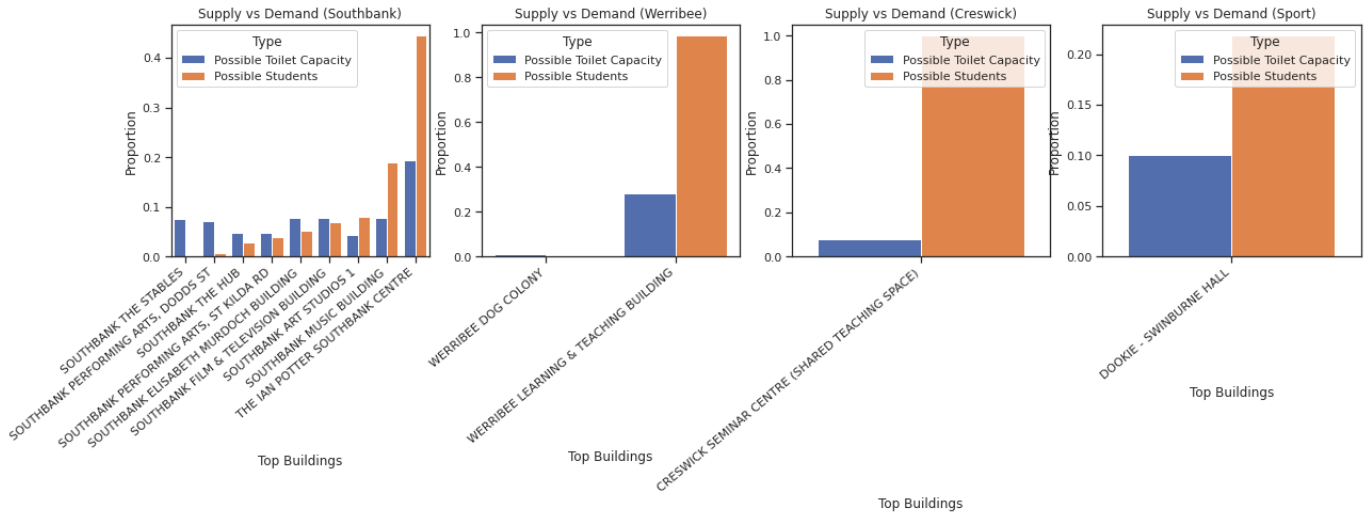 Supply vs Demand (Southbank)
Type
Possible Toilet Capacity
Possible Students
Proportion
0.4
0.3
0.2
0.1
0.0
SOUTHBANK THE STABLES
SOUTHBANK PERFORMING ARTS, DODDS ST
SOUTHBANK THE HUB
SOUTHBANK PERFORMING ARTS, ST KILDA RD
SOUTHBANK ELISABETH MURDOCH BUILDING
SOUTHBANK FILM & TELEVISION BUILDING
SOUTHBANK ART STUDIOS 1
SOUTHBANK MUSIC BUILDING
THE IAN POTTER SOUTHBANK CENTRE
Top Buildings
Supply vs Demand (Werribee)
Type
Possible Toilet Capacity
Possible Students
Proportion
1.0
0.8
0.6
0.4
0.2
0.0
WERRIBEE DOG COLONY
WERRIBEE LEARNING & TEACHING BUILDING
Top Buildings
Supply vs Demand (Creswick)
Type
Possible Toilet Capacity
Possible Students
Proportion
1.0
0.8
0.6
0.4
0.2
0.0
CRESWICK SEMINAR CENTRE (SHARED TEACHING SPACE)
Top Buildings
Supply vs Demand (Sport)
Type
Possible Toilet Capacity
Possible Students
Proportion
0.20
0.15
0.10
0.05
0.00
DOOKIE - SWINBURNE HALL
Top Buildings